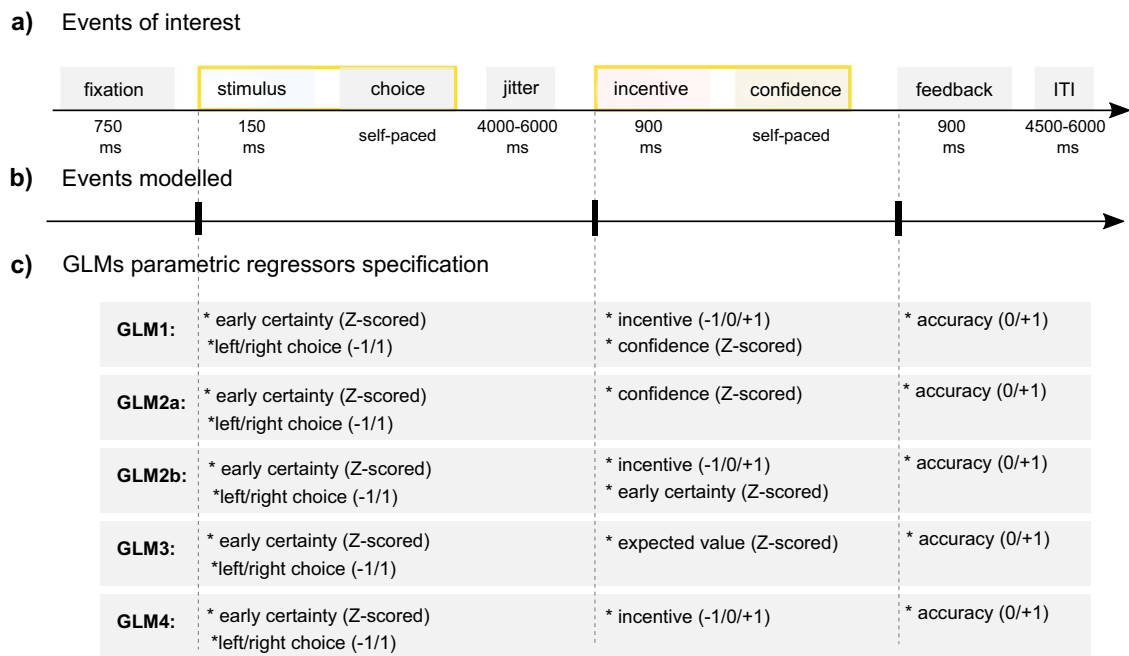 a) Events of interest
fixation stimulus choice jitter incentive confidence feedback ITI
750 ms
150 ms
self-paced
4000-6000 ms
900 ms
self-paced
900 ms
4500-6000 ms
b) Events modelled
c) GLMs parametric regressors specification
GLM1:
* early certainty (Z-scored)
*left/right choice (-1/1)
* incentive (-1/0/+1)
* confidence (Z-scored)
* accuracy (0/+1)
GLM2a:
* early certainty (Z-scored)
*left/right choice (-1/1)
* confidence (Z-scored)
* accuracy (0/+1)
GLM2b:
* early certainty (Z-scored)
*left/right choice (-1/1)
* incentive (-1/0/+1)
* early certainty (Z-scored)
* accuracy (0/+1)
GLM3:
* early certainty (Z-scored)
*left/right choice (-1/1)
* expected value (Z-scored)
* accuracy (0/+1)
GLM4:
* early certainty (Z-scored)
*left/right choice (-1/1)
* incentive (-1/0/+1)
* accuracy (0/+1)